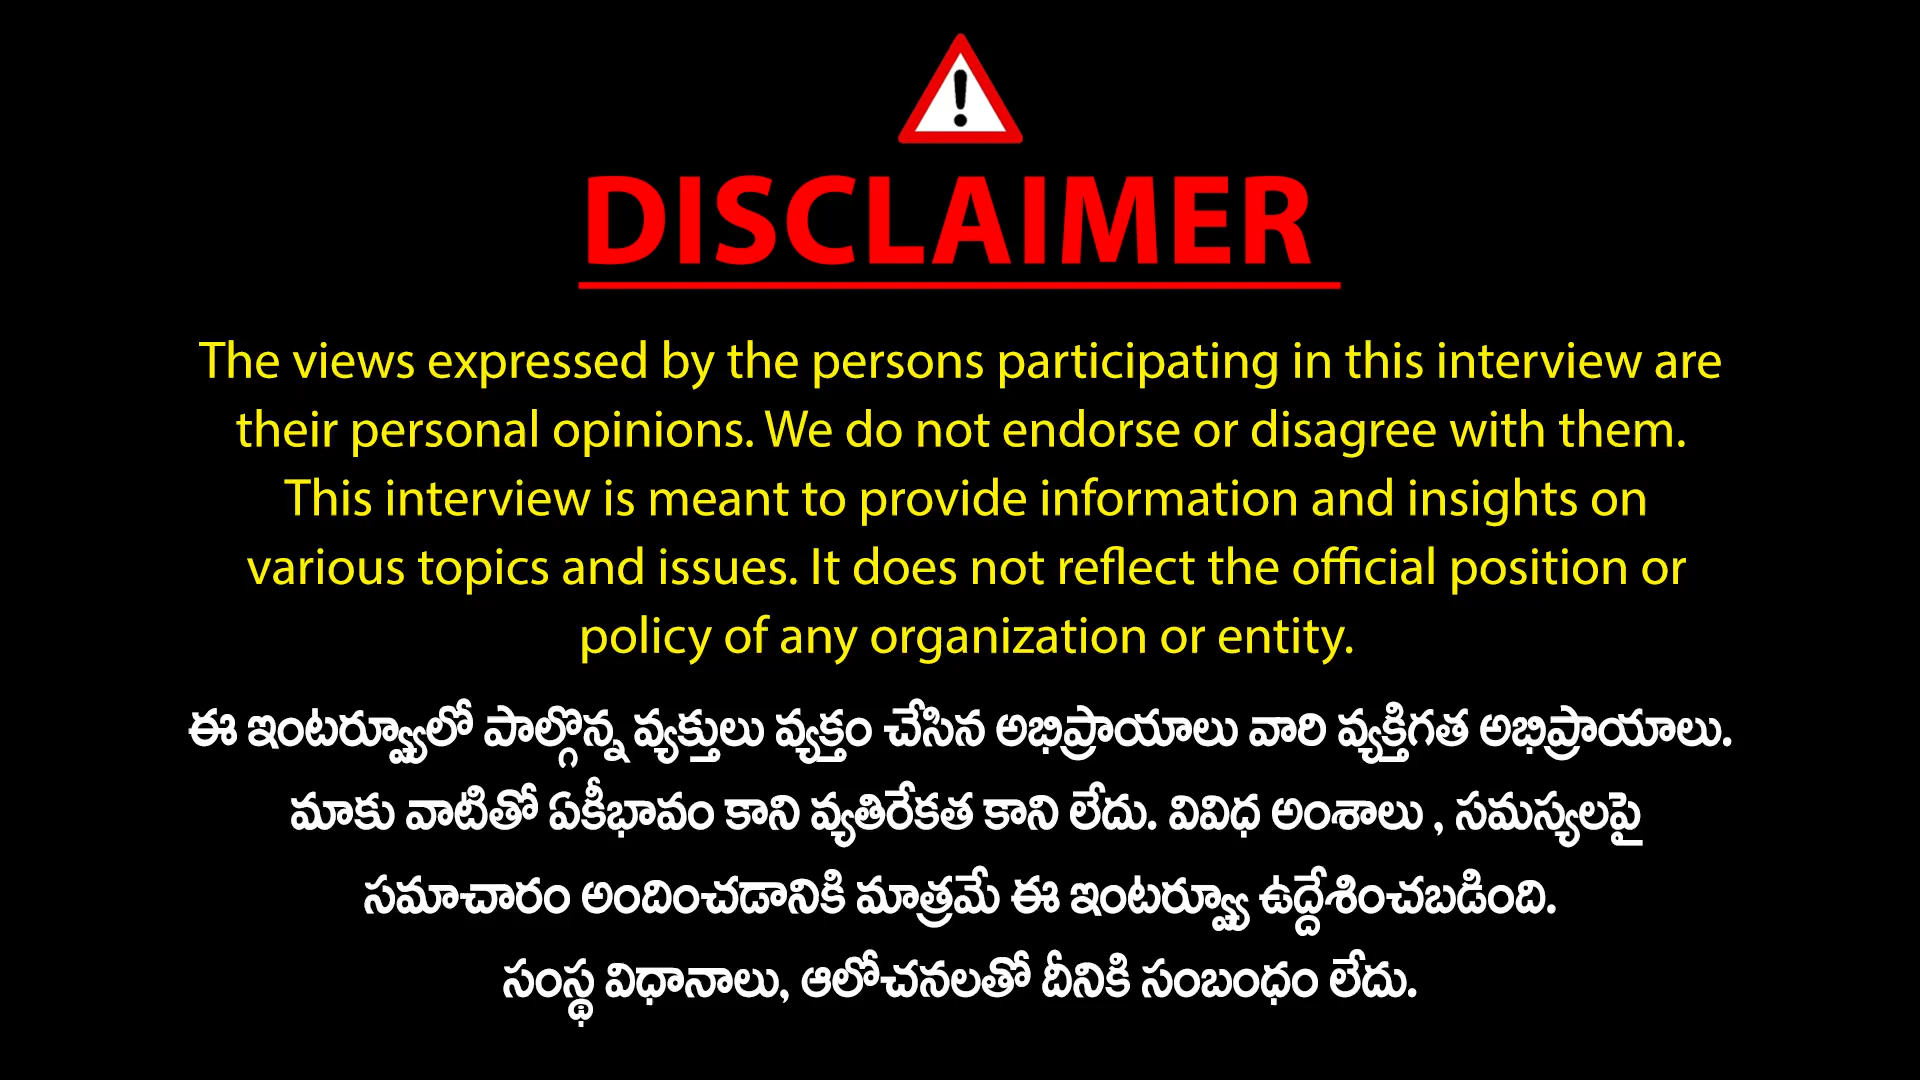 DISCLAIMER
The views expressed by the persons participating in this interview are
their personal opinions. We do not endorse or disagree with them.
This interview is meant to provide information and insights on
various topics and issues. It does not reflect the official position or
policy of any organization or entity.
ఈ ఇంటర్వ్యూలో పాల్గొన్న వ్యక్తులు వ్యక్తం చేసిన అభిప్రాయాలు వారి వ్యక్తిగత అభిప్రాయాలు.
మాకు వాటితో ఏకీభావం కాని వ్యతిరేకత కాని లేదు. వివిధ అంశాలు , సమస్యలపై
సమాచారం అందించడానికి మాత్రమే ఈ ఇంటర్వ్యూ ఉద్దేశించబడింది.
సంస్థ విధానాలు, ఆలోచనలతో దీనికి సంబంధం లేదు.